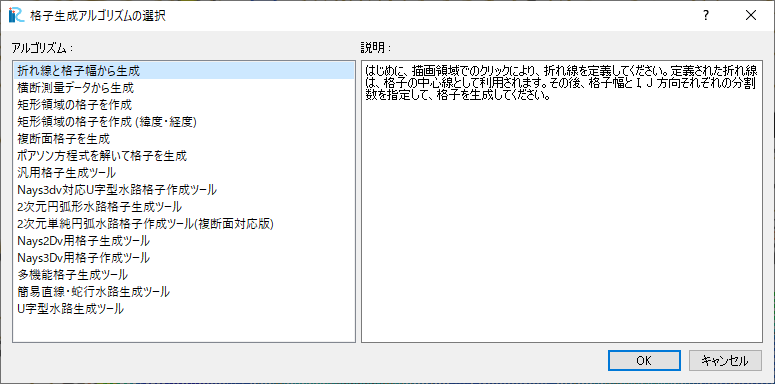 格子生成アルゴリズムの選択
アルゴリズム :
説明 :
折れ線と格子幅から生成
横断測量データから生成
矩形領域の格子を作成
矩形領域の格子を作成 (緯度・経度)
複断面格子を生成
ポアソン方程式を解いて格子を生成
汎用格子生成ツール
Nays3dv対応U字型水路格子作成ツール
2次元円弧形水路格子生成ツール
2次元単純円弧水路格子作成ツール(複断面対応版)
Nays2Dv用格子生成ツール
Nays3Dv用格子作成ツール
多機能格子生成ツール
簡易直線・蛇行水路生成ツール
U字型水路生成ツール
はじめに、描画領域でのクリックにより、折れ線を定義してください。定義された折れ線
は、格子の中心線として利用されます。その後、格子幅とＩＪ方向それぞれの分割
数を指定して、格子を生成してください。
OK
キャンセル